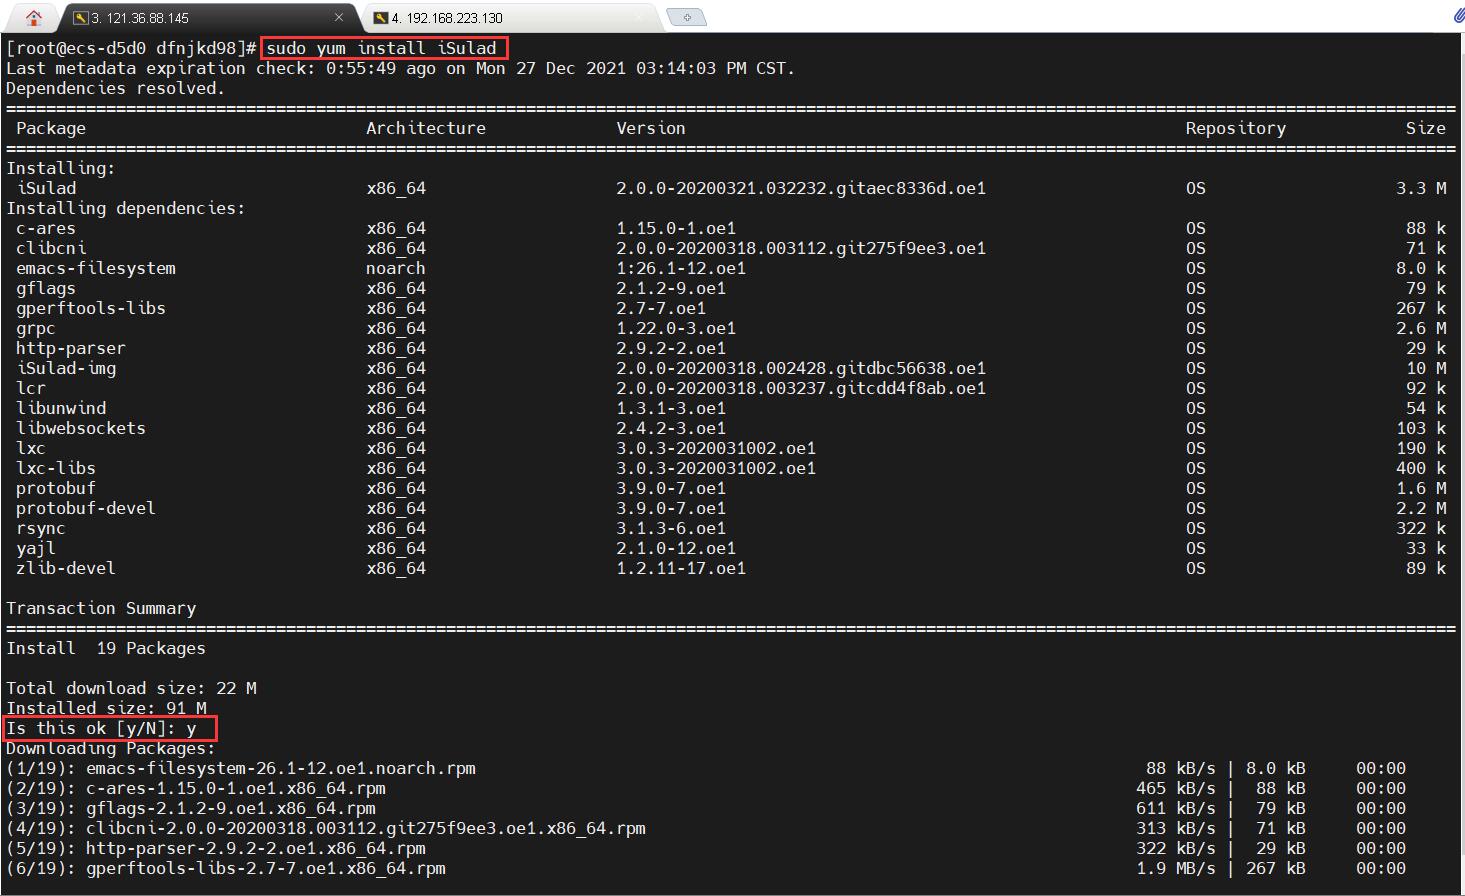 3. 121.36.88.145
4. 192.168.223.130
[root@ecs-d5d0 dfnjkd98]# sudo yum install iSulad
Last metadata expiration check: 0:55:49 ago on Mon 27 Dec 2021 03:14:03 PM CST.
Dependencies resolved.
================================================================================
Package Architecture Version Repository Size
================================================================================
Installing:
iSulad x86_64 2.0.0-20200321.032232.gitaec8336d.oe1 OS 3.3 M
Installing dependencies:
c-ares x86_64 1.15.0-1.oe1 OS 88 k
clibcni x86_64 2.0.0-20200318.003112.git275f9ee3.oe1 OS 71 k
emacs-filesystem noarch 1:26.1-12.oe1 OS 8.0 k
gflags x86_64 2.1.2-9.oe1 OS 79 k
gperftools-libs x86_64 2.7-7.oe1 OS 267 k
grpc x86_64 1.22.0-3.oe1 OS 2.6 M
http-parser x86_64 2.9.2-2.oe1 OS 29 k
iSulad-img x86_64 2.0.0-20200318.002428.gitdbc56638.oe1 OS 10 M
lcr x86_64 2.0.0-20200318.003237.gitcdd4f8ab.oe1 OS 92 k
libunwind x86_64 1.3.1-3.oe1 OS 54 k
libwebsockets x86_64 2.4.2-3.oe1 OS 103 k
lxc x86_64 3.0.3-2020031002.oe1 OS 190 k
lxc-libs x86_64 3.0.3-2020031002.oe1 OS 400 k
protobuf x86_64 3.9.0-7.oe1 OS 1.6 M
protobuf-devel x86_64 3.9.0-7.oe1 OS 2.2 M
rsync x86_64 3.1.3-6.oe1 OS 322 k
yajl x86_64 2.1.0-12.oe1 OS 33 k
zlib-devel x86_64 1.2.11-17.oe1 OS 89 k
Transaction Summary
================================================================================
Install 19 Packages
Total download size: 22 M
Installed size: 91 M
Is this ok [y/N]: y
Downloading Packages:
(1/19): emacs-filesystem-26.1-12.oe1.noarch.rpm 88 kB/s | 8.0 kB 00:00
(2/19): c-ares-1.15.0-1.oe1.x86_64.rpm 465 kB/s | 88 kB 00:00
(3/19): gflags-2.1.2-9.oe1.x86_64.rpm 611 kB/s | 79 kB 00:00
(4/19): clibcni-2.0.0-20200318.003112.git275f9ee3.oe1.x86_64.rpm 313 kB/s | 71 kB 00:00
(5/19): http-parser-2.9.2-2.oe1.x86_64.rpm 322 kB/s | 29 kB 00:00
(6/19): gperftools-libs-2.7-7.oe1.x86_64.rpm 1.9 MB/s | 267 kB 00:00